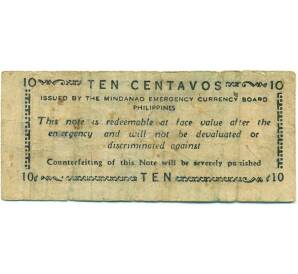 10 TEN CENTAVOS 10
ISSUED BY THE MINDANAO EMERGENCY CURRENCY BOARD
PHILIPPINES
This note is redeemable at face value after the
emergency and will not be devaluated or
discriminated against
Counterfeiting of this Note will be severely punished
10 TEN 10